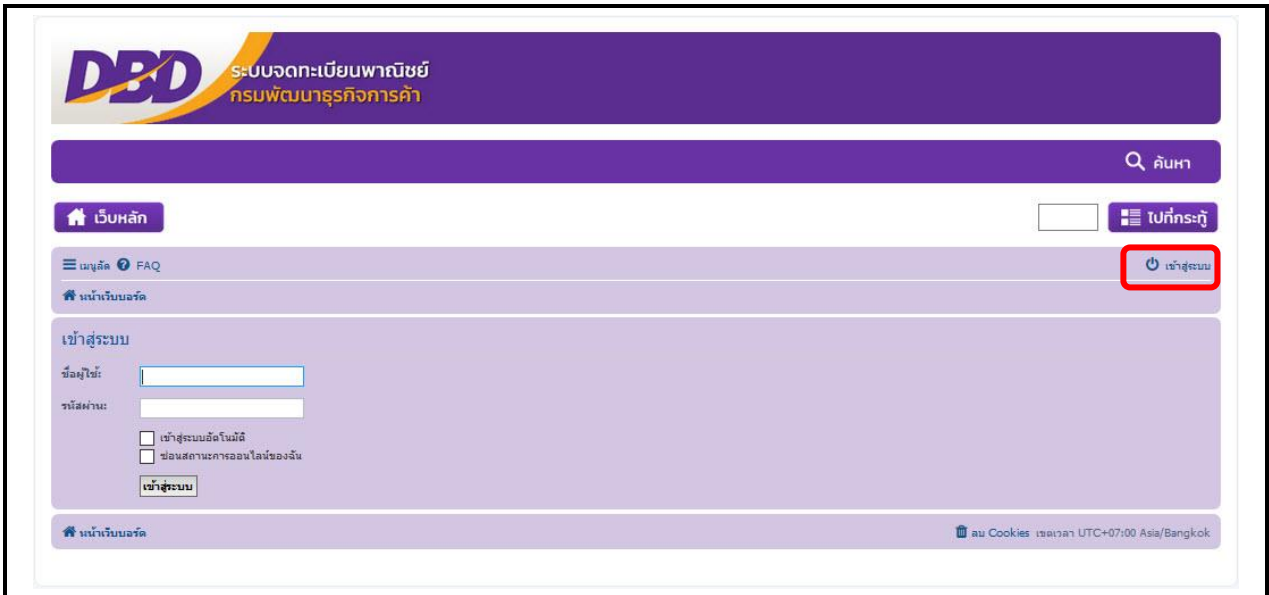 DBD
ระบบจดทะเบียนพาณิชย์
กรมพัฒนาธุรกิจการค้า
ค้นหา
เว็บหลัก
ไปที่กระทู้
เมนูลัด FAQ
เข้าสู่ระบบ
หน้าเว็บบอร์ด
เข้าสู่ระบบ
ชื่อผู้ใช้:
รหัสผ่าน:
เข้าสู่ระบบอัตโนมัติ
ซ่อนสถานะการออนไลน์ของฉัน
เข้าสู่ระบบ
หน้าเว็บบอร์ด
ลบ Cookies เขตเวลา UTC+07:00 Asia/Bangkok